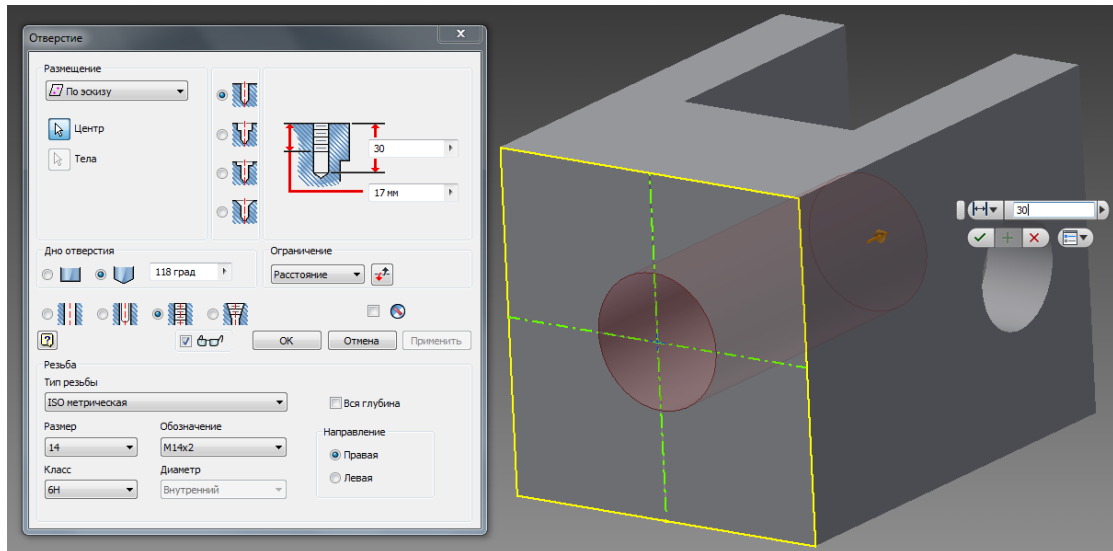 Отверстие
Размещение
По эскизу
Центр
Тела
30
17 мм
30
Дно отверстия
118 град
Ограничение
Расстояние
ОК
Отмена
Применить
Резьба
Тип резьбы
ISO метрическая
Вся глубина
Размер
Обозначение
14
M14x2
Направление
Правая
Левая
Класс
Диаметр
6H
Внутренний